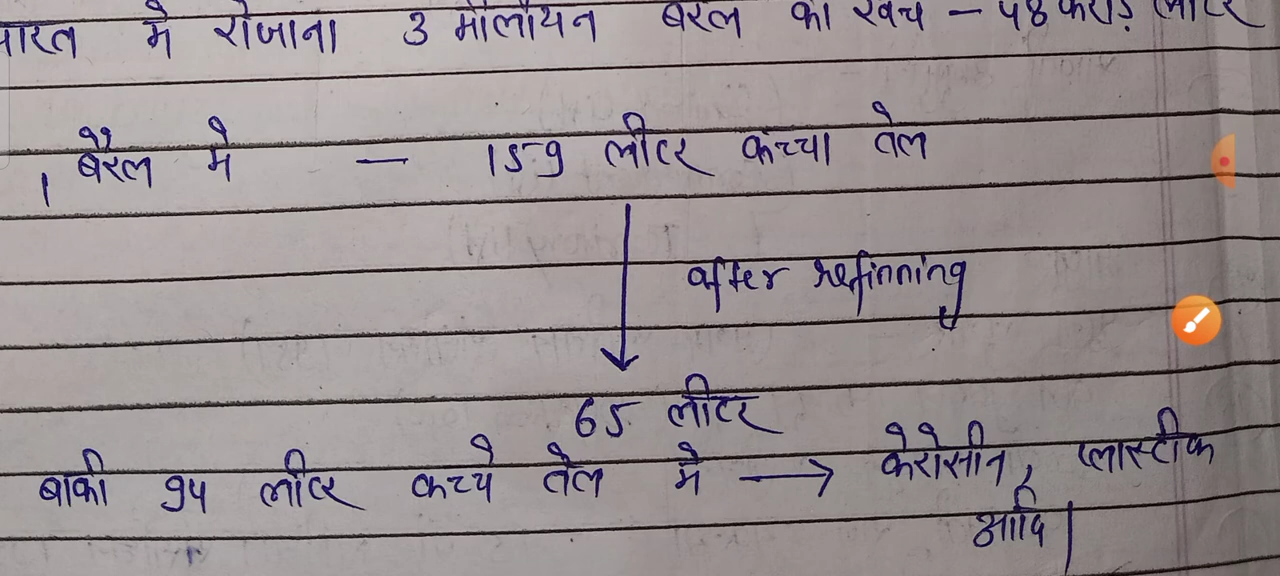 भारत में रोजाना 3 मीलीयन बैरल का खर्च – 48 करोड़ लीटर
1 बैरल मे – 159 लीटर कच्चा तेल
after refinning
65 लीटर
बाकी 94 लीटर कच्चे तेल मे → केरोसीन, प्लास्टीक
आदि।